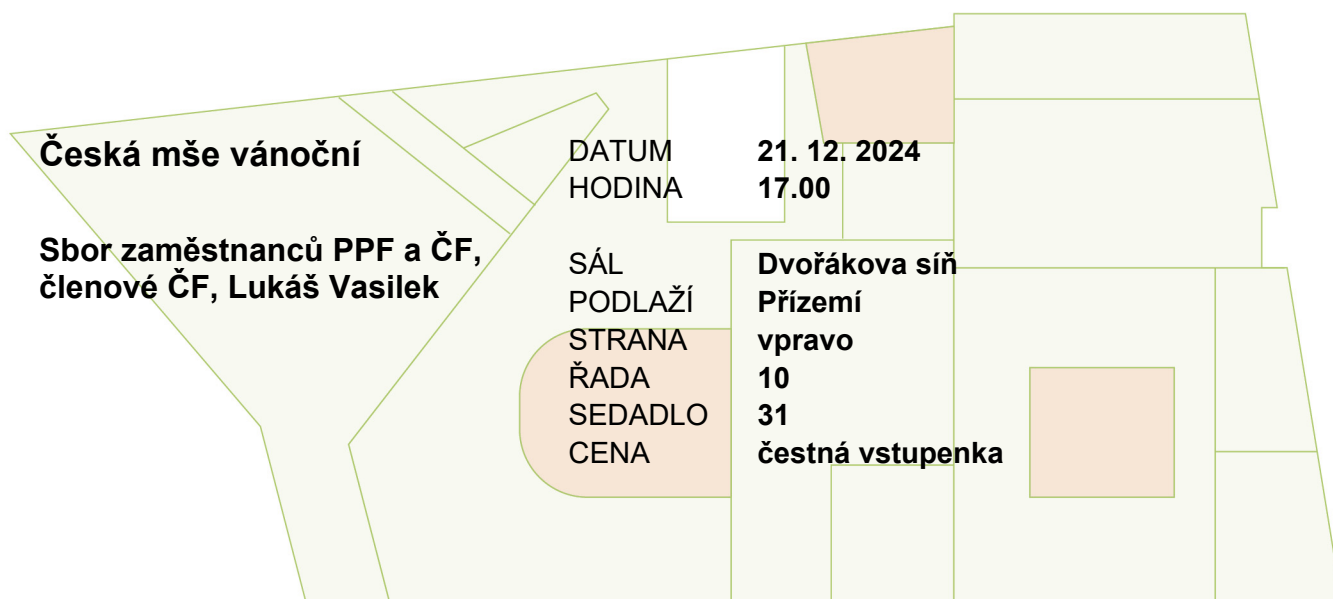 Česká mše vánoční
Sbor zaměstnanců PPF a ČF,
členové ČF, Lukáš Vasilek
DATUM 21. 12. 2024
HODINA 17.00
SÁL Dvořákova síň
PODLAŽÍ Přízemí
STRANA vpravo
ŘADA 10
SEDADLO 31
CENA čestná vstupenka